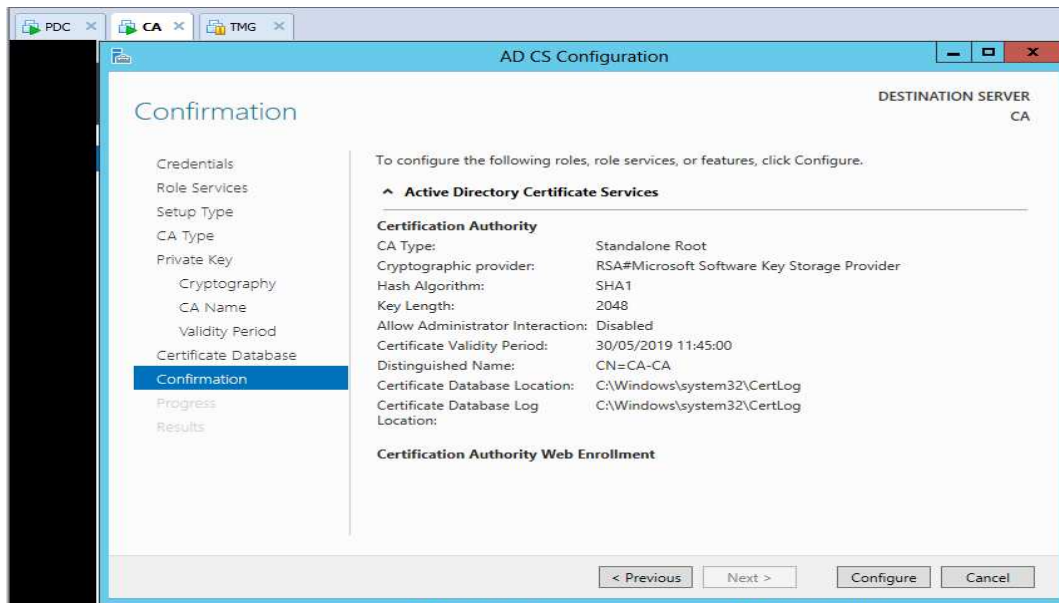 PDC
CA
TMG
AD CS Configuration
Confirmation
DESTINATION SERVER
CA
Credentials
Role Services
Setup Type
CA Type
Private Key
Cryptography
CA Name
Validity Period
Certificate Database
Confirmation
Progress
Results
To configure the following roles, role services, or features, click Configure.
Active Directory Certificate Services
Certification Authority
CA Type: Standalone Root
Cryptographic provider: RSA#Microsoft Software Key Storage Provider
Hash Algorithm: SHA1
Key Length: 2048
Allow Administrator Interaction: Disabled
Certificate Validity Period: 30/05/2019 11:45:00
Distinguished Name: CN=CA-CA
Certificate Database Location: C:\Windows\system32\CertLog
Certificate Database Log C:\Windows\system32\CertLog
Location:
Certification Authority Web Enrollment
< Previous
Next >
Configure
Cancel